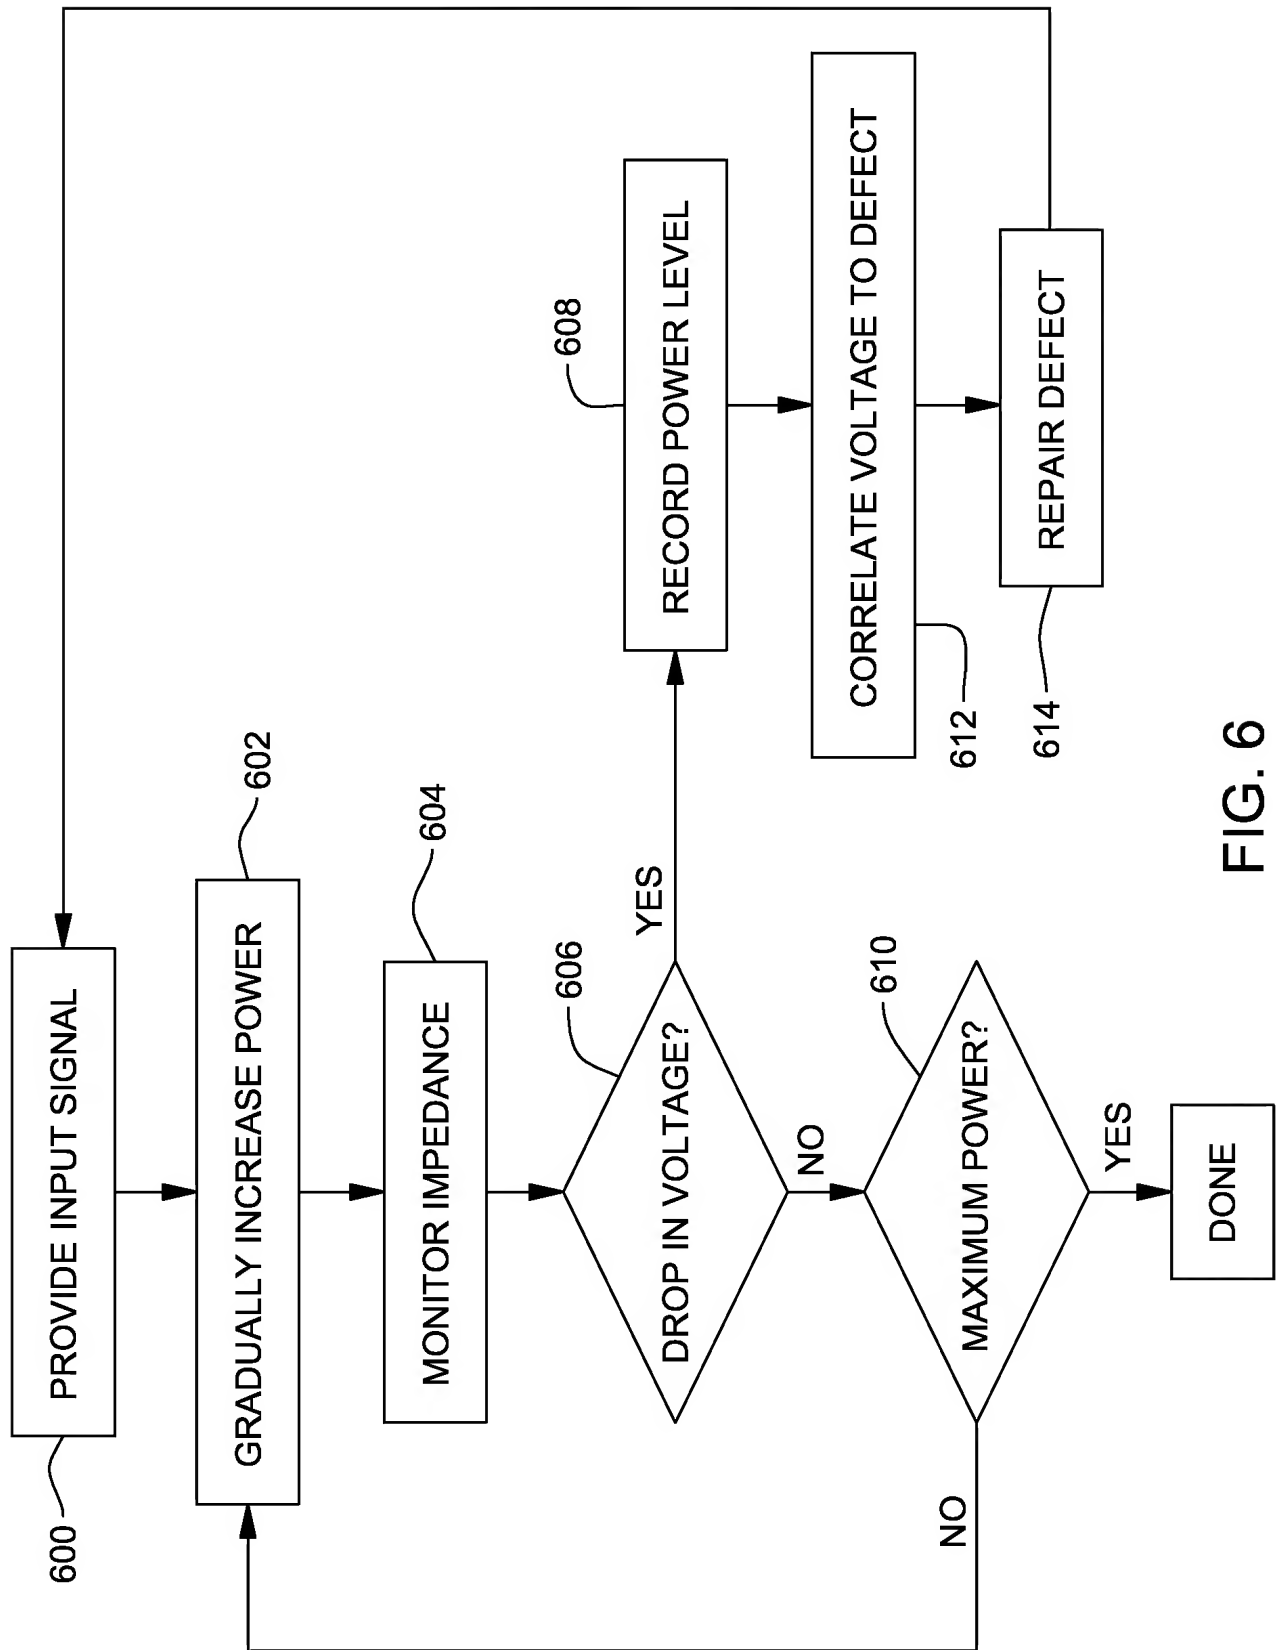 600
PROVIDE INPUT SIGNAL
602
GRADUALLY INCREASE POWER
604
MONITOR IMPEDANCE
606
DROP IN VOLTAGE?
YES
NO
608
RECORD POWER LEVEL
612
CORRELATE VOLTAGE TO DEFECT
614
REPAIR DEFECT
610
MAXIMUM POWER?
NO
YES
DONE
FIG. 6